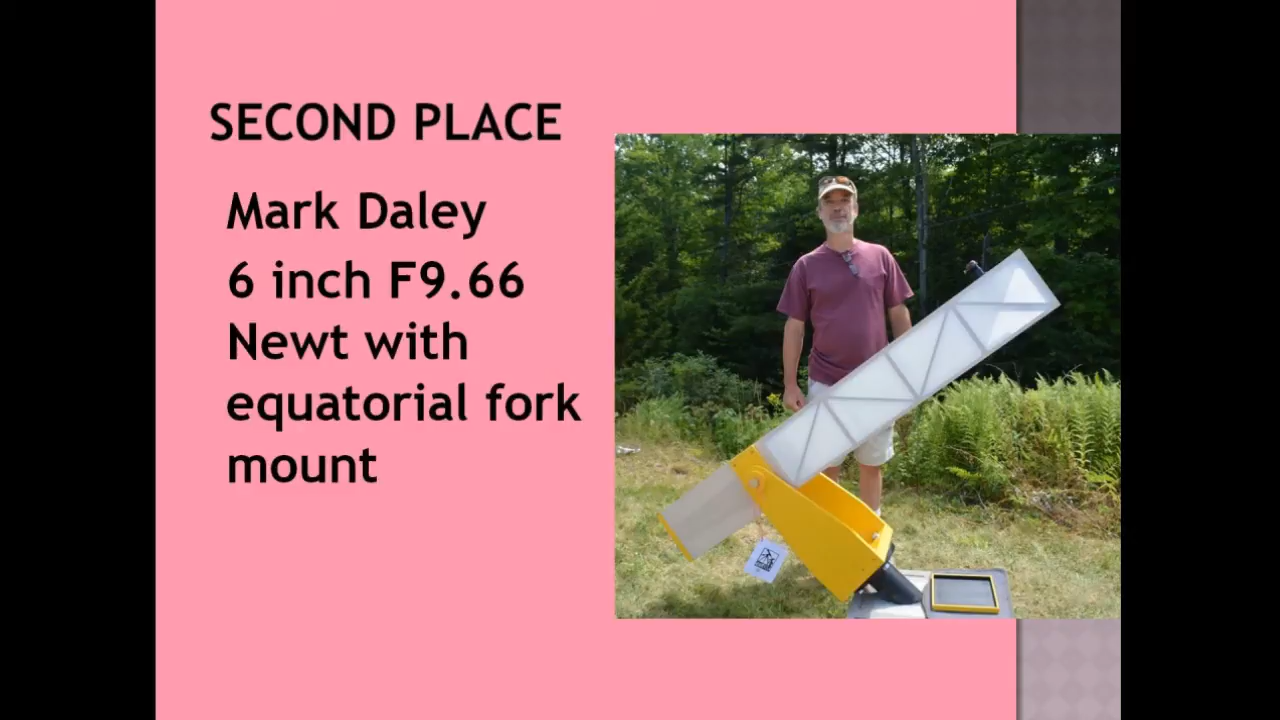 SECOND PLACE
Mark Daley
6 inch F9.66
Newt with
equatorial fork
mount